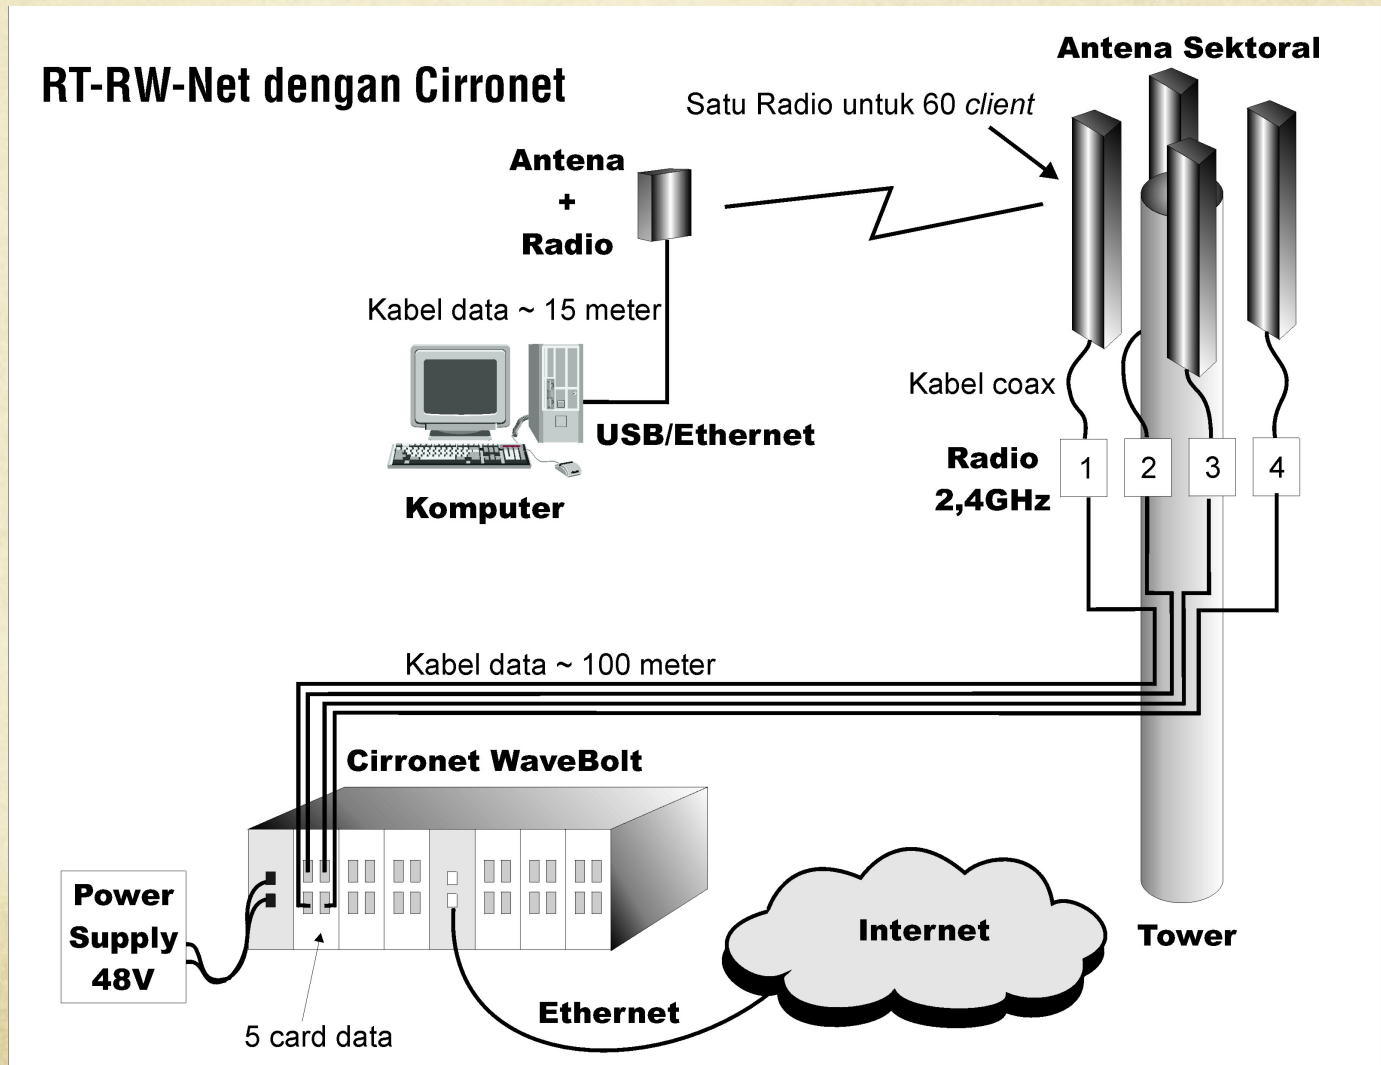 RT-RW-Net dengan Cirronet
Antena Sektoral
Satu Radio untuk 60 client
Antena
+
Radio
Kabel data ~ 15 meter
Kabel coax
USB/Ethernet
Komputer
Radio
2,4GHz
1
2
3
4
Kabel data ~ 100 meter
Cirronet WaveBolt
Power
Supply
48V
Internet
Tower
Ethernet
5 card data